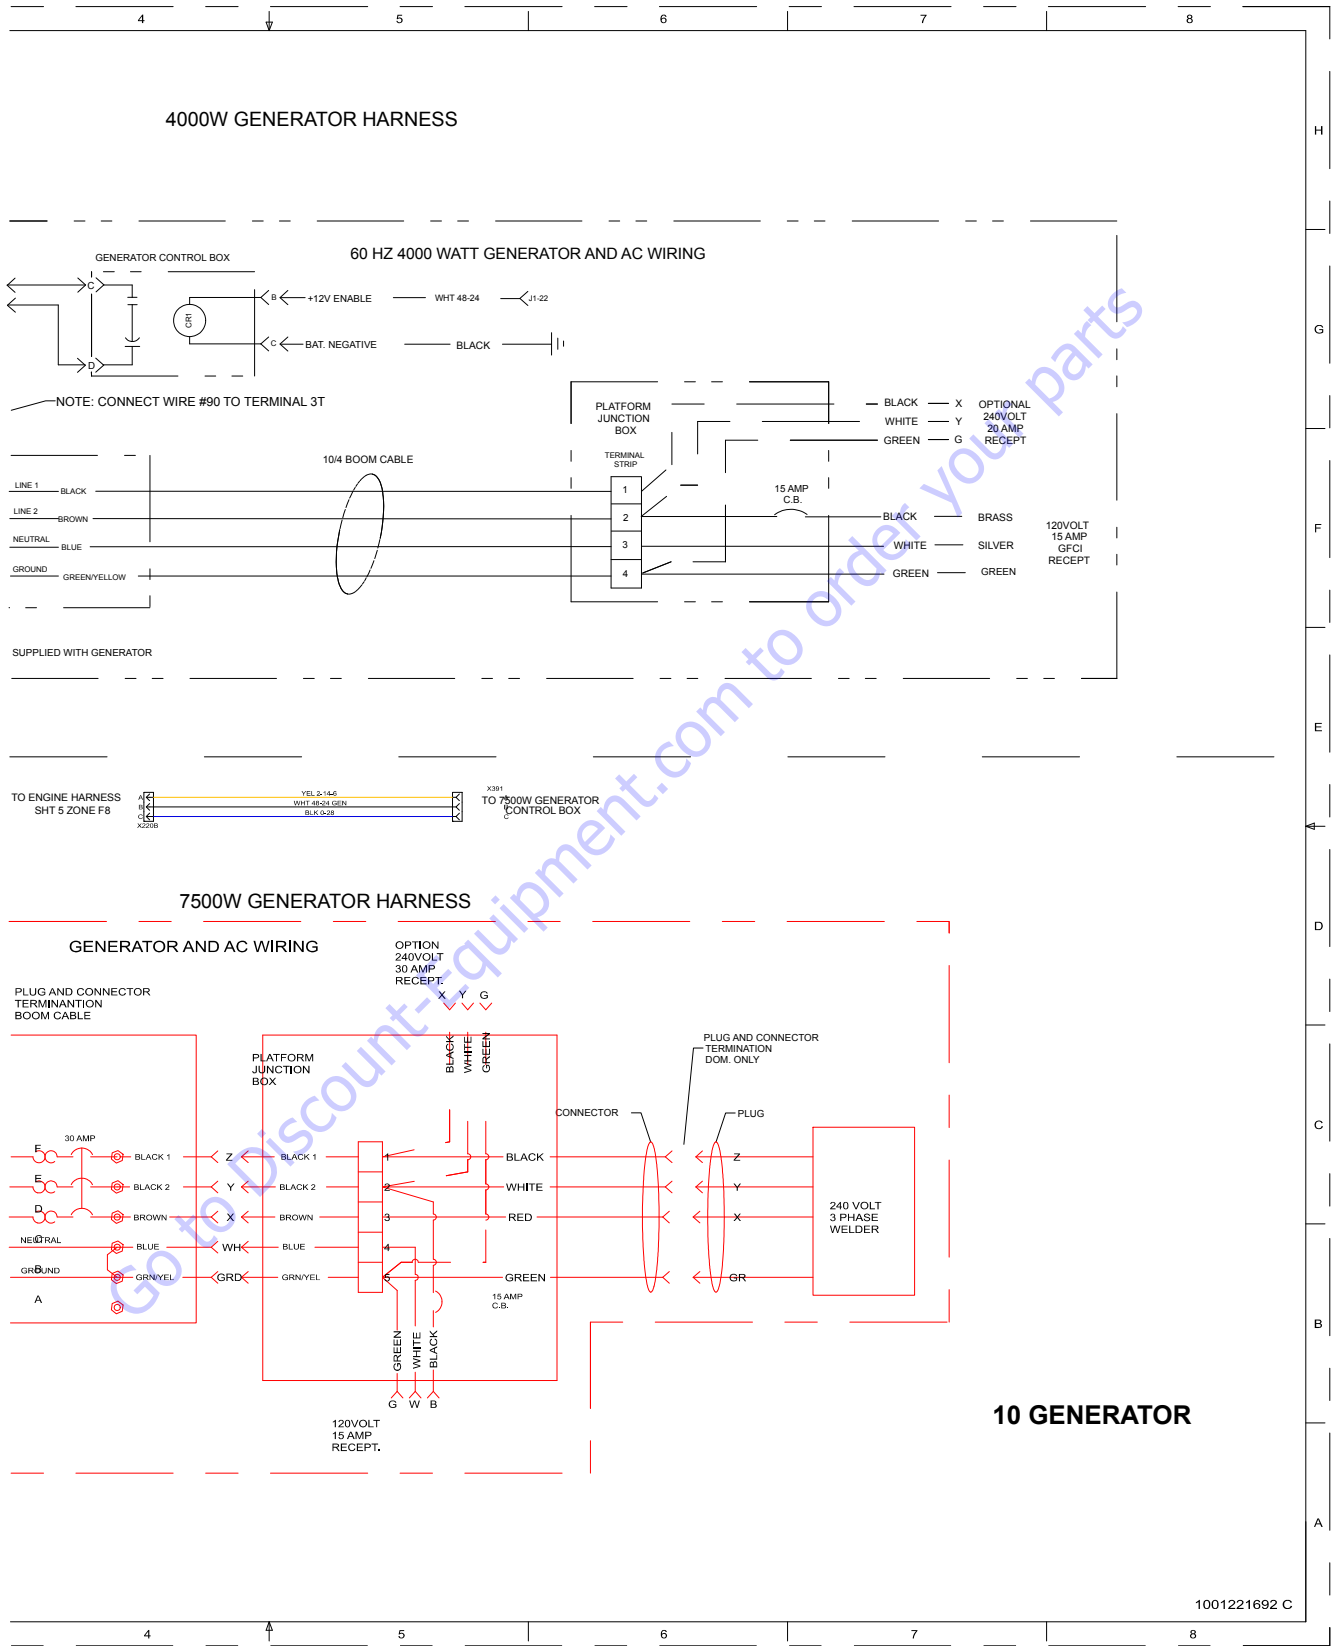 4 5 6 7 8
4000W GENERATOR HARNESS
H
60 HZ 4000 WATT GENERATOR AND AC WIRING
GENERATOR CONTROL BOX
C
D
CR1
B +12V ENABLE WHT 48-24 J1-22
C BAT. NEGATIVE BLACK
G
NOTE: CONNECT WIRE #90 TO TERMINAL 3T
PLATFORM
JUNCTION
BOX
BLACK X
WHITE Y
GREEN G
OPTIONAL
240VOLT
20 AMP
RECEPT
10/4 BOOM CABLE
TERMINAL
STRIP
LINE 1 BLACK
LINE 2 BROWN
NEUTRAL BLUE
GROUND GREEN/YELLOW
1
2
3
4
15 AMP
C.B.
BLACK BRASS
WHITE SILVER
GREEN GREEN
120VOLT
15 AMP
GFCI
RECEPT
F
SUPPLIED WITH GENERATOR
E
TO ENGINE HARNESS
SHT 5 ZONE F8
A
B
C
X220B
YEL 2-14-6
WHT 48-24 GEN
BLK 0-28
X391
A
B
C
TO 7500W GENERATOR
CONTROL BOX
7500W GENERATOR HARNESS
D
GENERATOR AND AC WIRING
OPTION
240VOLT
30 AMP
RECEPT.
X Y G
BLACK
WHITE
GREEN
PLUG AND CONNECTOR
TERMINANTION
BOOM CABLE
PLATFORM
JUNCTION
BOX
PLUG AND CONNECTOR
TERMINATION
DOM. ONLY
CONNECTOR
PLUG
C
30 AMP
F BLACK 1 Z BLACK 1 1 BLACK Z
E BLACK 2 Y BLACK 2 2 WHITE Y
D BROWN X BROWN 3 RED X
NEUTRAL C BLUE WH BLUE 4
GROUND B GRN/YEL GRD GRN/YEL 5 GREEN GR
A
240 VOLT
3 PHASE
WELDER
15 AMP
C.B.
B
GREEN
WHITE
BLACK
G W B
120VOLT
15 AMP
RECEPT.
10 GENERATOR
A
1001221692 C
4 5 6 7 8
Go to Discount-Equipment.com to order your parts